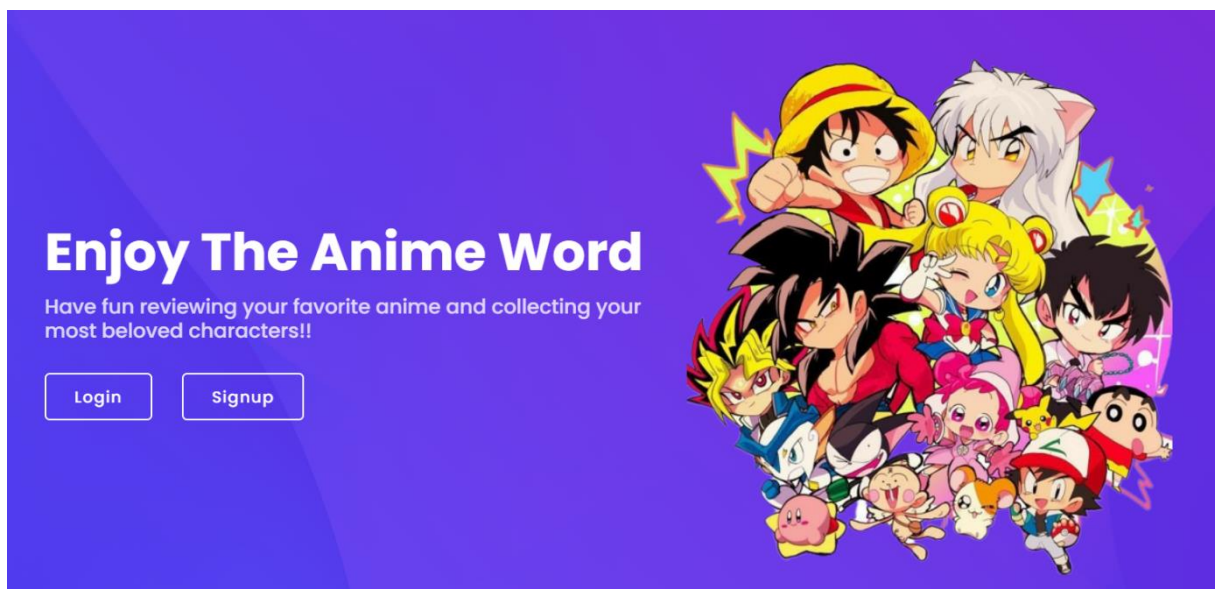 Enjoy The Anime Word
Have fun reviewing your favorite anime and collecting your
most beloved characters!!
Login
Signup